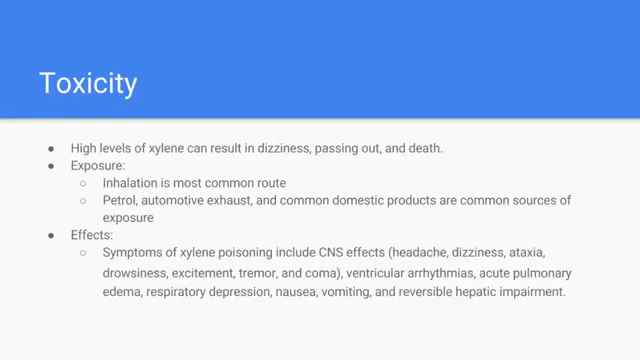 Toxicity
● High levels of xylene can result in dizziness, passing out, and death.
● Exposure:
○ Inhalation is most common route
○ Petrol, automotive exhaust, and common domestic products are common sources of
exposure
● Effects:
○ Symptoms of xylene poisoning include CNS effects (headache, dizziness, ataxia,
drowsiness, excitement, tremor, and coma), ventricular arrhythmias, acute pulmonary
edema, respiratory depression, nausea, vomiting, and reversible hepatic impairment.